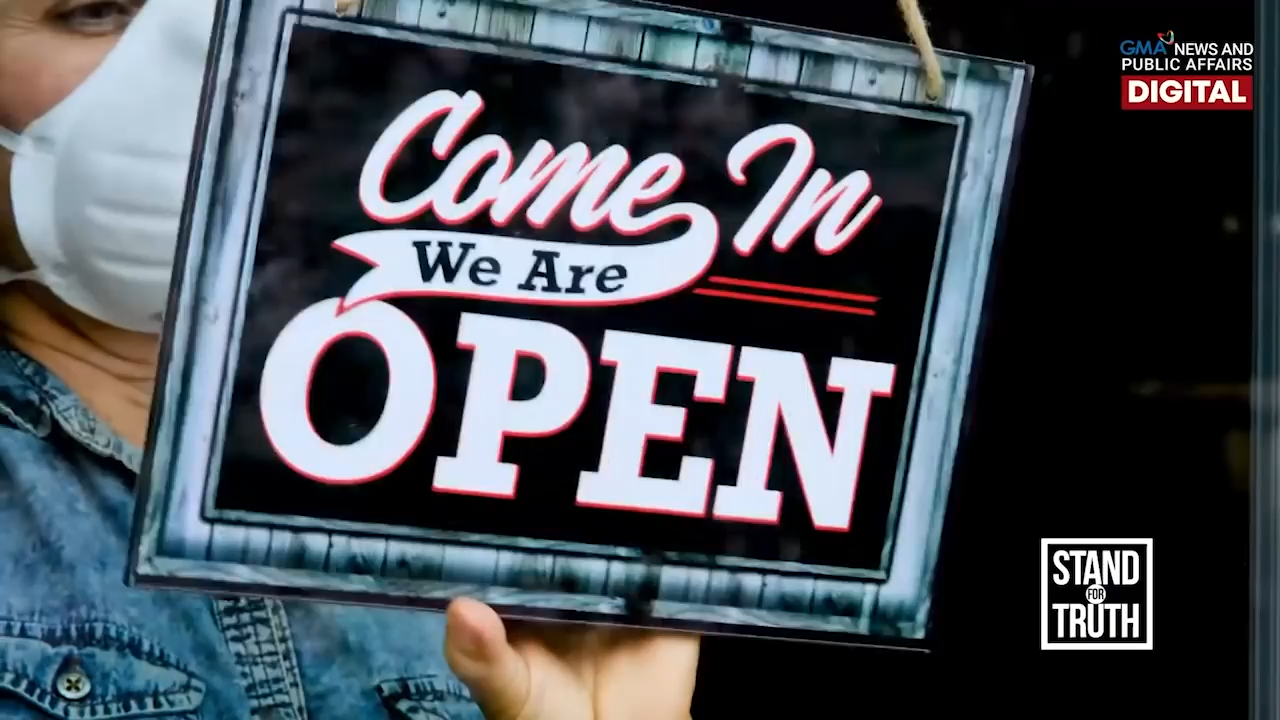 GMA NEWS AND
PUBLIC AFFAIRS
DIGITAL
Come In
We Are
OPEN
STAND
FOR
TRUTH